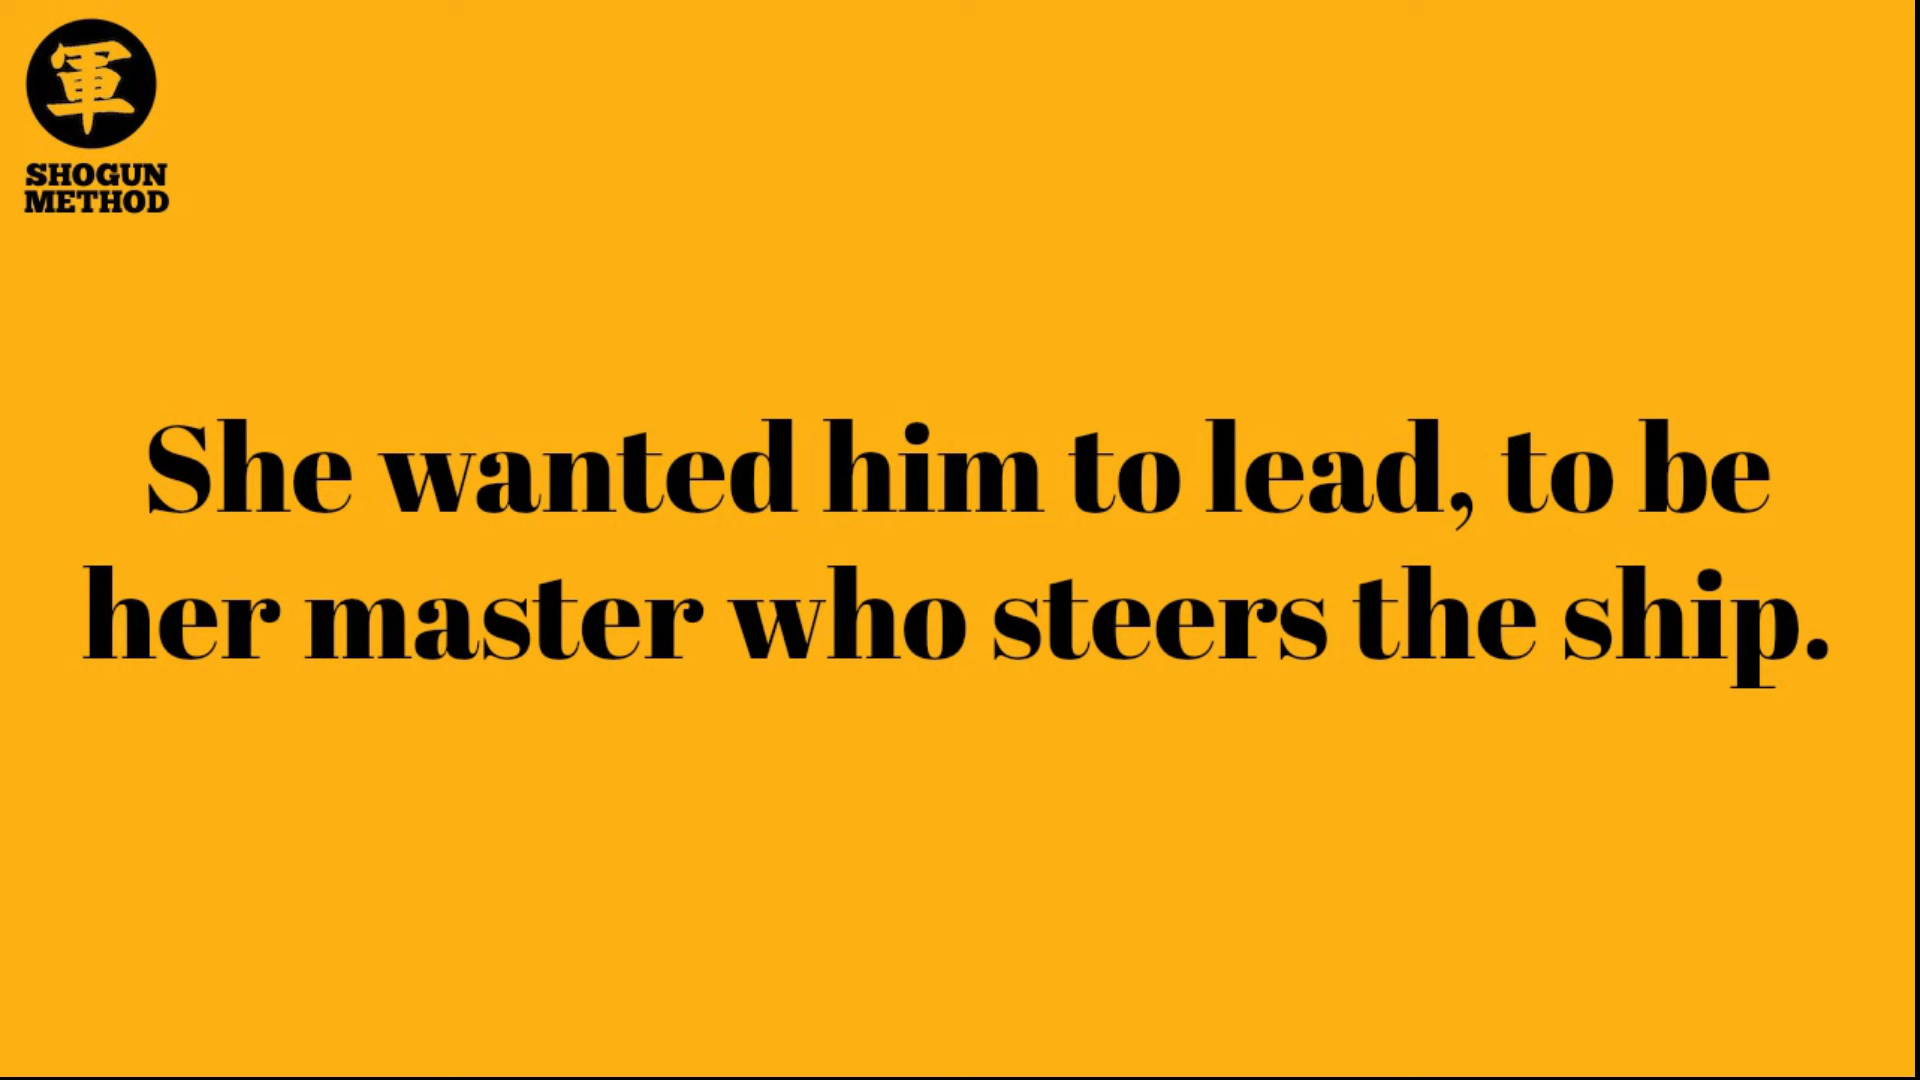 軍
SHOGUN
METHOD
She wanted him to lead, to be
her master who steers the ship.